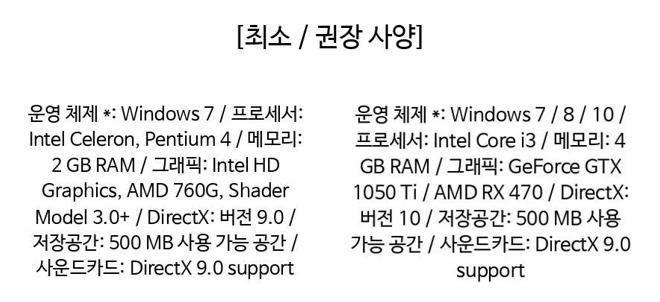 [최소 / 권장 사양]
운영 체제 *: Windows 7 / 프로세서:
Intel Celeron, Pentium 4 / 메모리:
2 GB RAM / 그래픽: Intel HD
Graphics, AMD 760G, Shader
Model 3.0+ / DirectX: 버전 9.0 /
저장공간: 500 MB 사용 가능 공간 /
사운드카드: DirectX 9.0 support
운영 체제 *: Windows 7 / 8 / 10 /
프로세서: Intel Core i3 / 메모리: 4
GB RAM / 그래픽: GeForce GTX
1050 Ti / AMD RX 470 / DirectX:
버전 10 / 저장공간: 500 MB 사용
가능 공간 / 사운드카드: DirectX 9.0
support